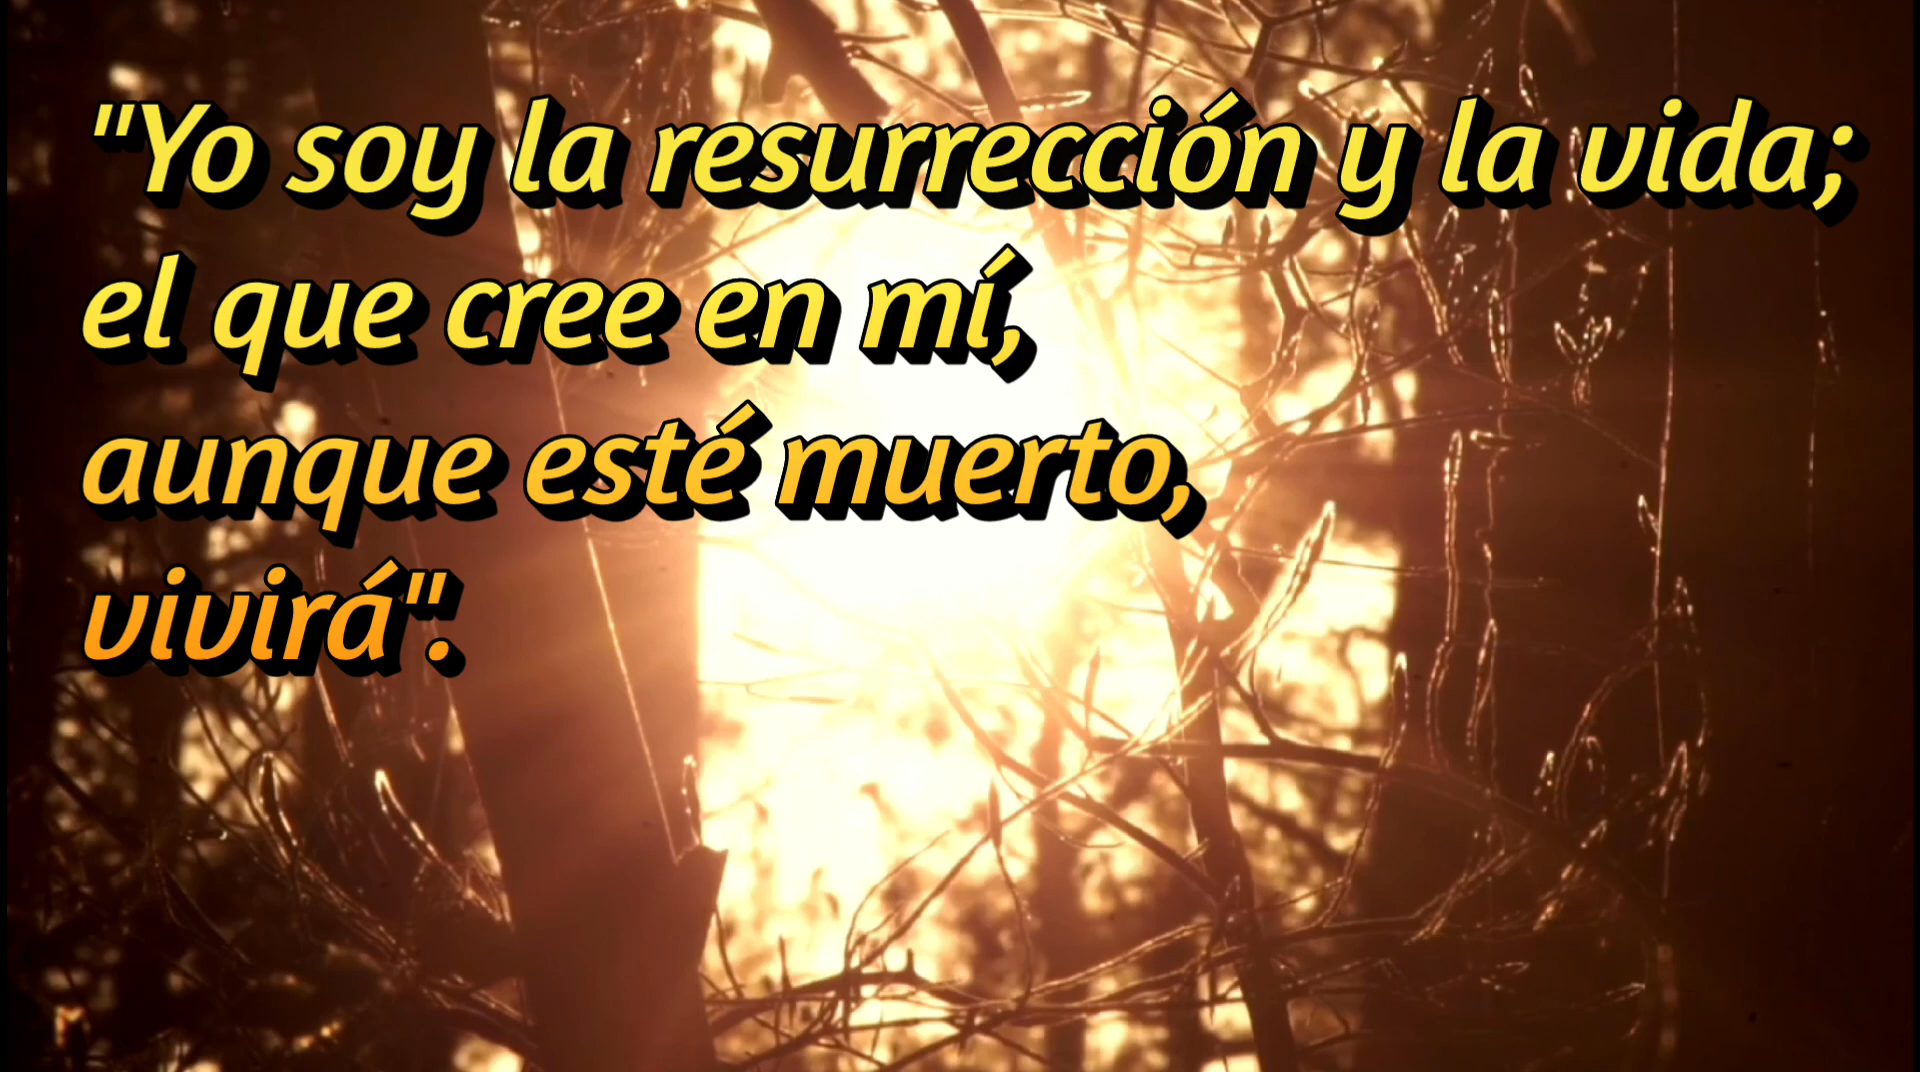 "Yo soy la resurrección y la vida;
el que cree en mí,
aunque esté muerto,
vivirá".